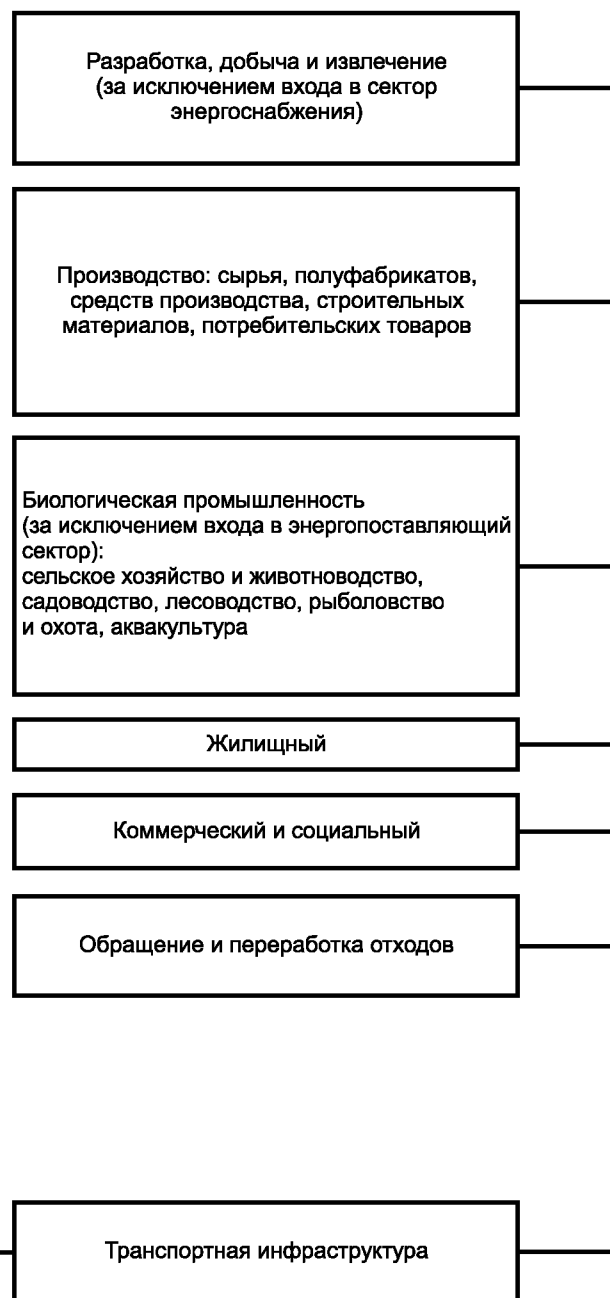 Разработка, добыча и извлечение
(за исключением входа в сектор
энергоснабжения)
Производство: сырья, полуфабрикатов,
средств производства, строительных
материалов, потребительских товаров
Биологическая промышленность
(за исключением входа в энергопоставляющий
сектор):
сельское хозяйство и животноводство,
садоводство, лесоводство, рыболовство
и охота, аквакультура
Жилищный
Коммерческий и социальный
Обращение и переработка отходов
Транспортная инфраструктура